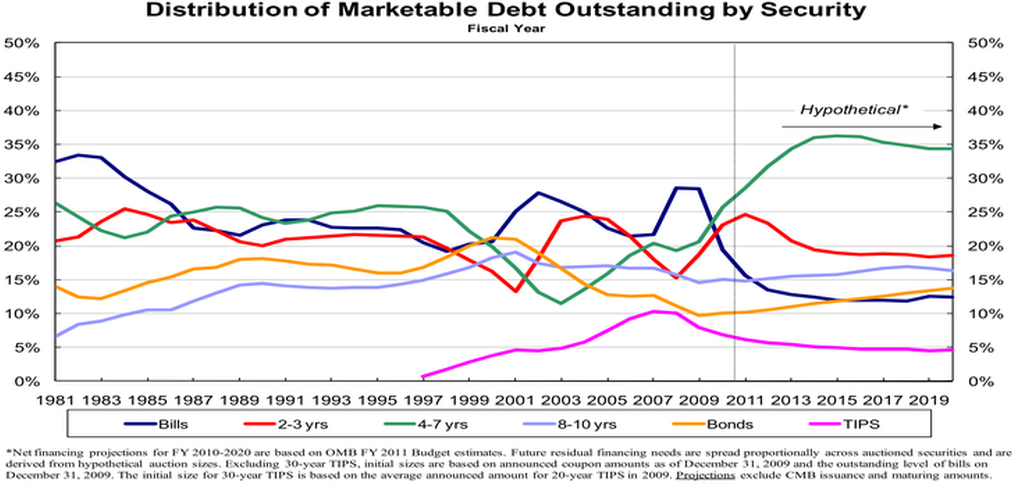 Distribution of Marketable Debt Outstanding by Security
Fiscal Year
50% 50%
45% 45%
40% 40%
Hypothetical*
35% 35%
30% 30%
25% 25%
20% 20%
15% 15%
10% 10%
5% 5%
0% 0%
1981 1983 1985 1987 1989 1991 1993 1995 1997 1999 2001 2003 2005 2007 2009 2011 2013 2015 2017 2019
Bills 2-3 yrs 4-7 yrs 8-10 yrs Bonds TIPS
*Net financing projections for FY 2010-2020 are based on OMB FY 2011 Budget estimates. Future residual financing needs are spread proportionally across auctioned securities and are
derived from hypothetical auction sizes. Excluding 30-year TIPS, initial sizes are based on announced coupon amounts as of December 31, 2009 and the outstanding level of bills on
December 31, 2009. The initial size for 30-year TIPS is based on the average announced amount for 20-year TIPS in 2009. Projections exclude CMB issuance and maturing amounts.